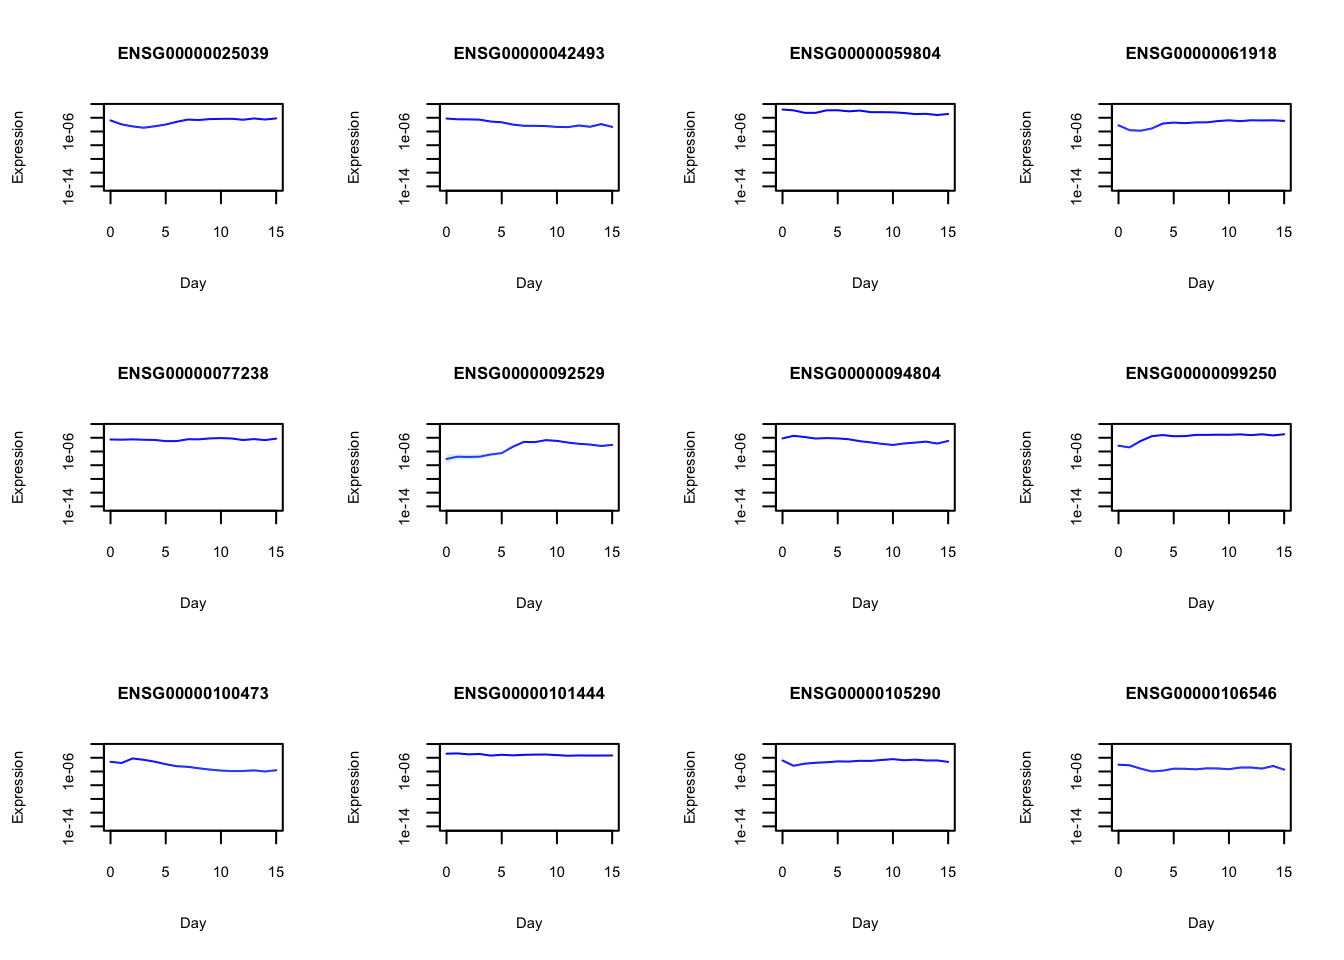 ENSG00000025039
Expression
1e-06
1e-14
0 5 10 15
Day
ENSG00000042493
Expression
1e-06
1e-14
0 5 10 15
Day
ENSG00000059804
Expression
1e-06
1e-14
0 5 10 15
Day
ENSG00000061918
Expression
1e-06
1e-14
0 5 10 15
Day
ENSG00000077238
Expression
1e-06
1e-14
0 5 10 15
Day
ENSG00000092529
Expression
1e-06
1e-14
0 5 10 15
Day
ENSG00000094804
Expression
1e-06
1e-14
0 5 10 15
Day
ENSG00000099250
Expression
1e-06
1e-14
0 5 10 15
Day
ENSG00000100473
Expression
1e-06
1e-14
0 5 10 15
Day
ENSG00000101444
Expression
1e-06
1e-14
0 5 10 15
Day
ENSG00000105290
Expression
1e-06
1e-14
0 5 10 15
Day
ENSG00000106546
Expression
1e-06
1e-14
0 5 10 15
Day